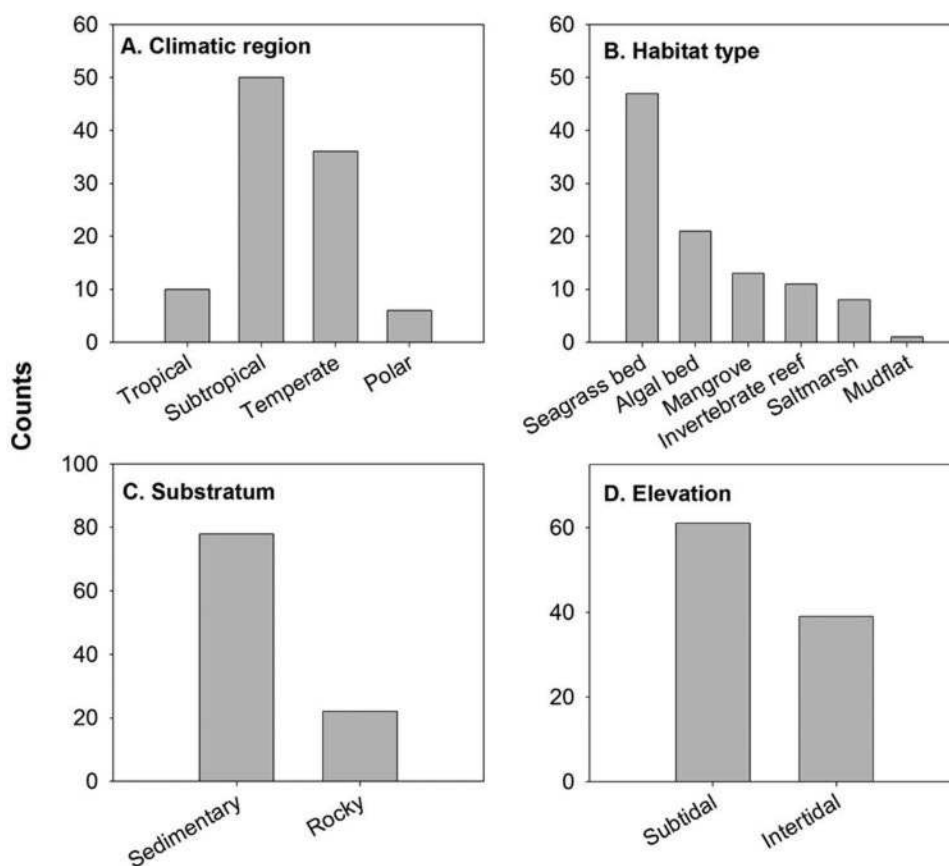 Counts
A. Climatic region
60
50
40
30
20
10
0
Tropical
Subtropical
Temperate
Polar
B. Habitat type
60
50
40
30
20
10
0
Seagrass bed
Algal bed
Mangrove
Invertebrate reef
Saltmarsh
Mudflat
C. Substratum
100
80
60
40
20
0
Sedimentary
Rocky
D. Elevation
60
40
20
0
Subtidal
Intertidal